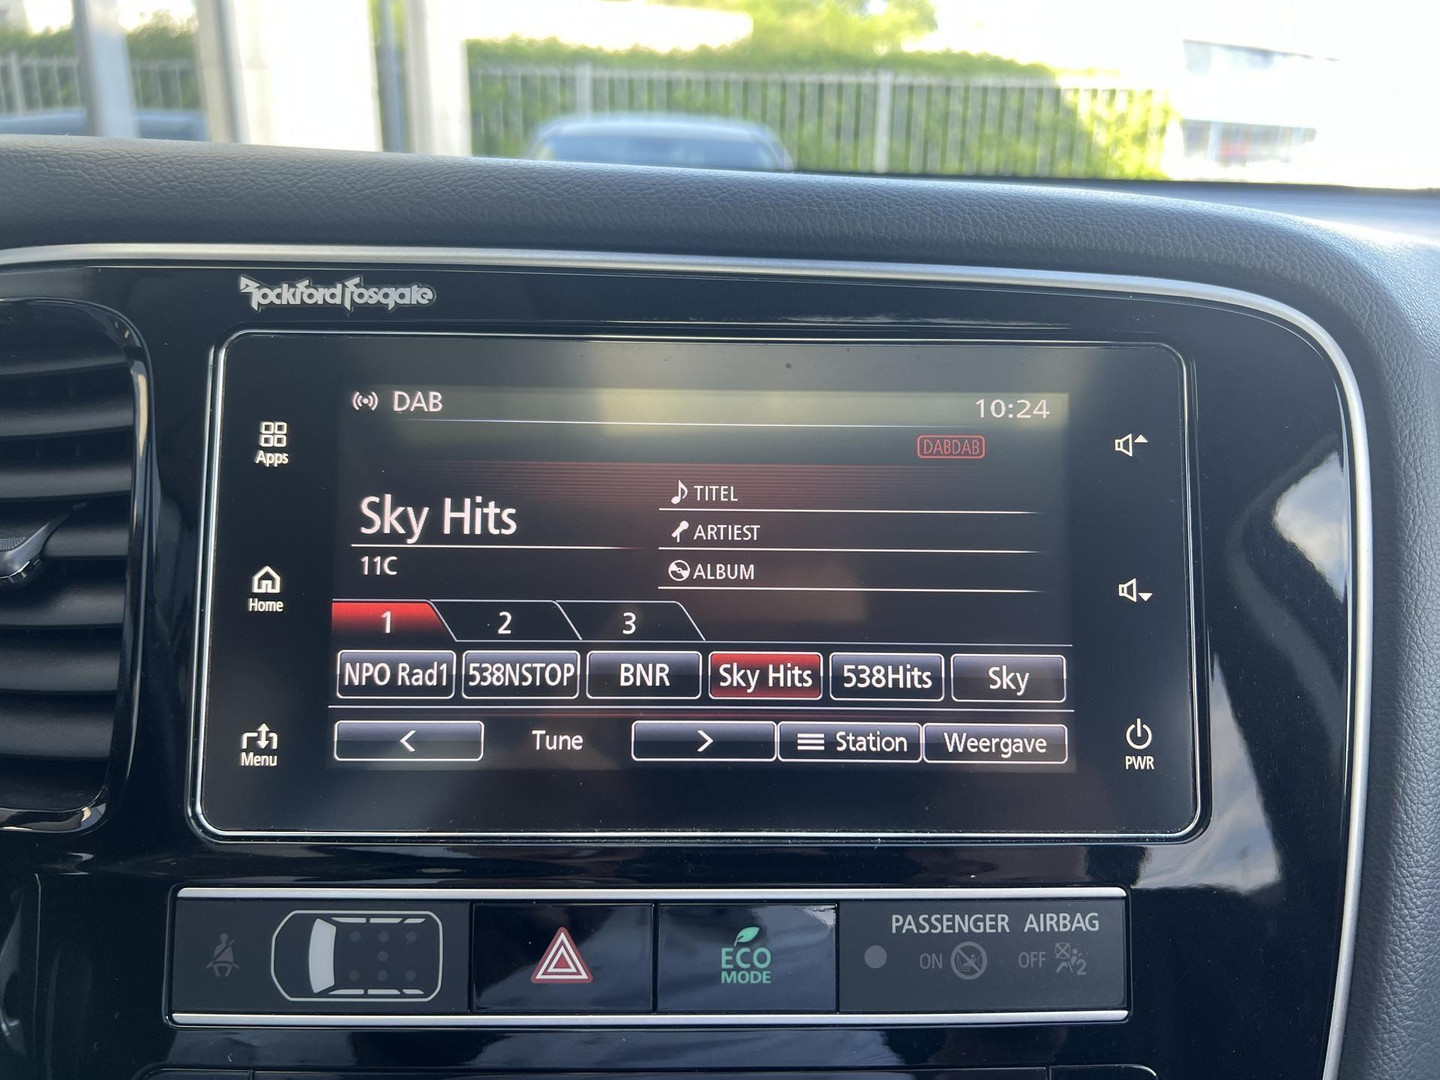 Rockford Fosgate
DAB
10:24
DABDAB
Apps
Sky Hits
TITEL
ARTIEST
11C
ALBUM
Home
1 2 3
NPO Rad1 538NSTOP BNR Sky Hits 538Hits Sky
< Tune > Station Weergave
Menu
PWR
PASSENGER AIRBAG
ECO
MODE
ON OFF 2